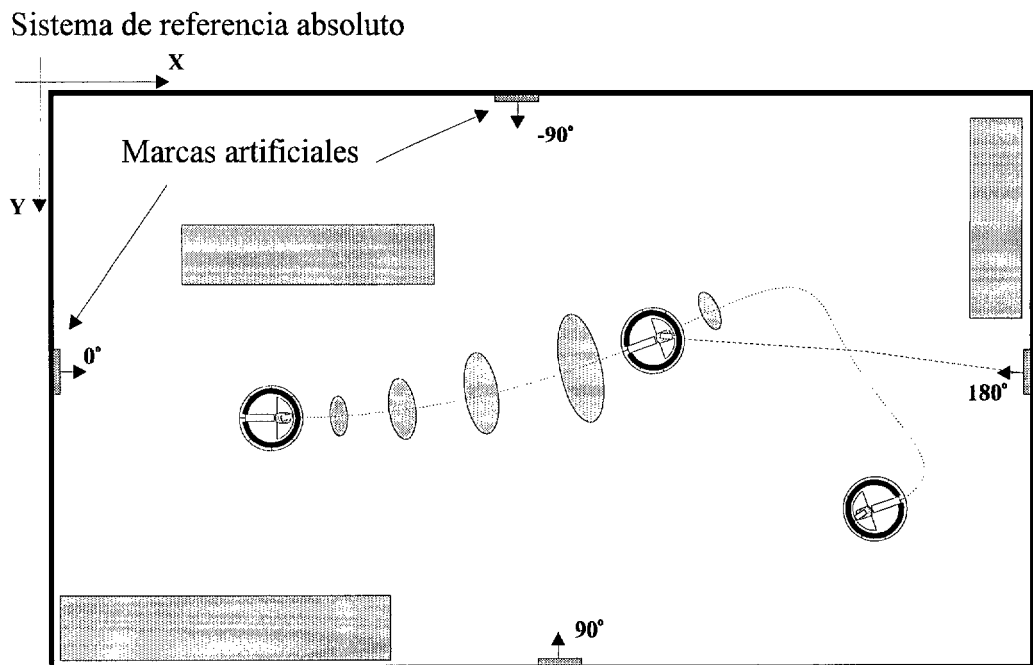 Sistema de referencia absoluto
X
-90°
Marcas artificiales
Y
0°
180°
90°